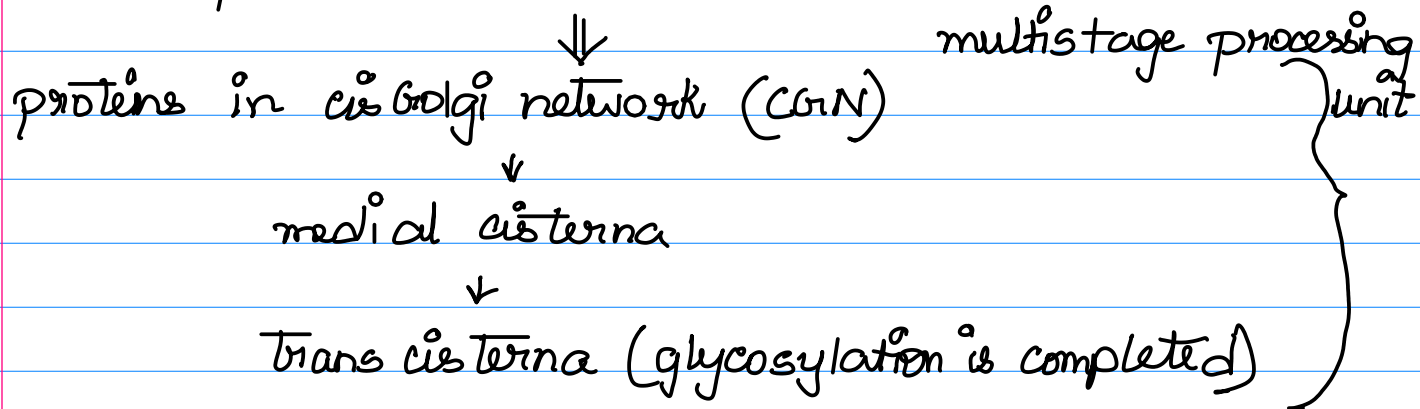 multistage processing
proteins in cis Golgi network (CGN) unit
medial cisterna
trans cisterna (glycosylation is completed)